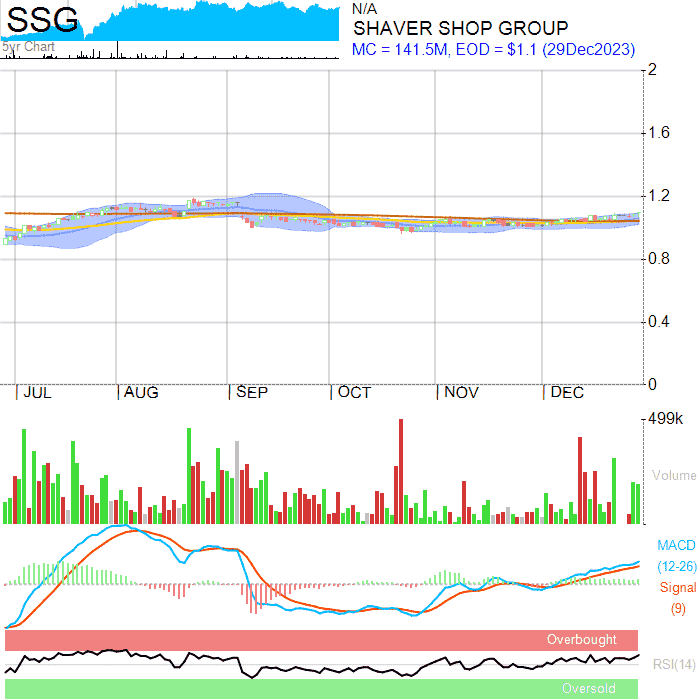 SSG
5yr Chart
N/A
SHAVER SHOP GROUP
MC = 141.5M, EOD = $1.1 (29Dec2023)
2
1.6
1.2
0.8
0.4
0
JUL AUG SEP OCT NOV DEC
499k
Volume
MACD
(12-26)
Signal
(9)
Overbought
RSI(14)
Oversold